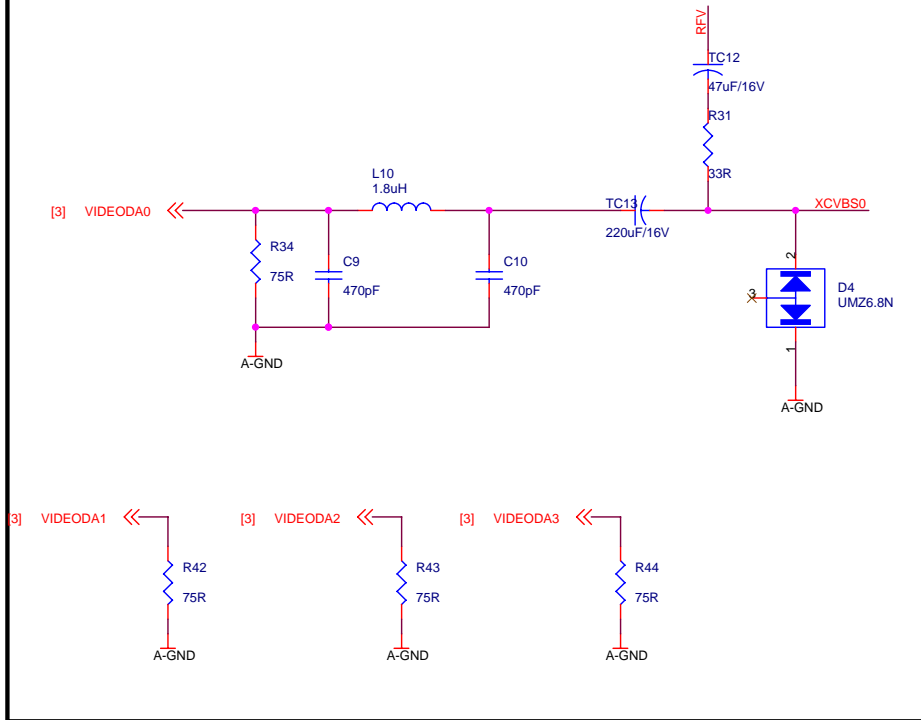 RFV
TC12
47uF/16V
R31
33R
L10
1.8uH
[3] VIDEODA0
TC13
220uF/16V
XCVBS0
R34
75R
C9
470pF
C10
470pF
2
3
D4
UMZ6.8N
1
A-GND
A-GND
[3] VIDEODA1
[3] VIDEODA2
[3] VIDEODA3
R42
75R
R43
75R
R44
75R
A-GND
A-GND
A-GND